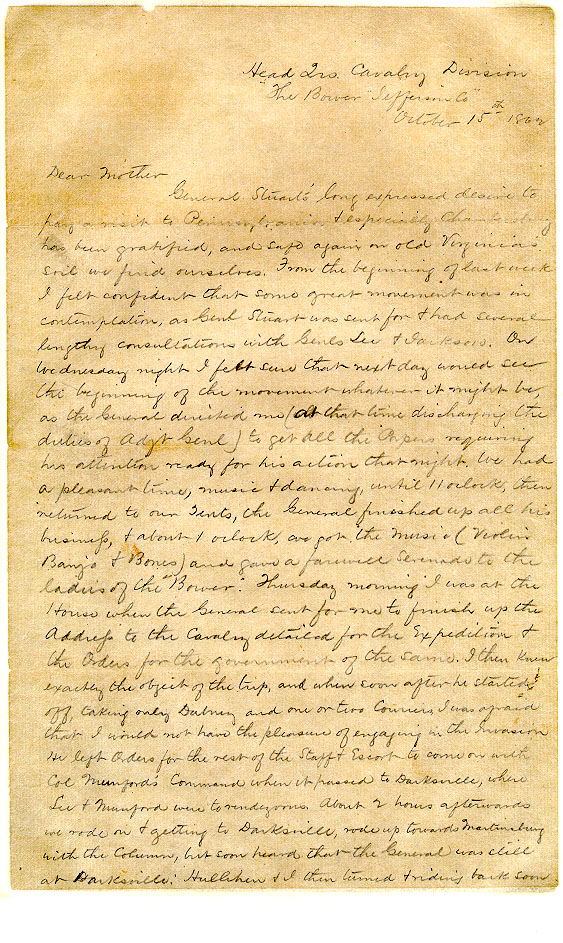 Head Qrs. Cavalry Division
"The Bower" Jefferson Co
October 15th 1862
Dear Mother
General Stuart's long expressed desire to
pay a visit to Pennsylvania & especially Chambersburg
has been gratified, and safe again on old Virginia's
soil we find ourselves. From the beginning of last week
I felt confident that some great movement was in
contemplation, as Genl Stuart was sent for & had several
lengthy consultations with Genls Lee & Jackson. On
Wednesday night I felt sure that next day would see
the beginning of the movement whatever it might be,
as the General directed me (at that time discharging the
duties of Adjt Genl) to get all the Papers requiring
his attention ready for his action that night. We had
a pleasant time, music & dancing, until 11 oclock, then
returned to our Tents, the General finished up all his
business, & about 1 oclock, we got the music (Violin
Banjo & Bones) and gave a farewell Serenade to the
ladies of the "Bower". Thursday morning I was at the
House when the General sent for me to finish up the
Address to the Cavalry detailed for the Expedition &
the Orders for the government of the same. I then knew
exactly the object of the trip, and when soon after he started
off, taking only Dabney and one or two Couriers, I was afraid
that I would not have the pleasure of engaging in the Invasion
He left Orders for the rest of the Staff & Escort to come on with
Col Munford's Command when it passed to Darksville, where
Lee & Munford were to rendezvous. About 2 hours afterwards
we rode on & getting to Darksville, rode up towards Martinsburg
with the Column, but soon heard that the General was still
at Darksville. Hullihen & I then turned & riding back soon